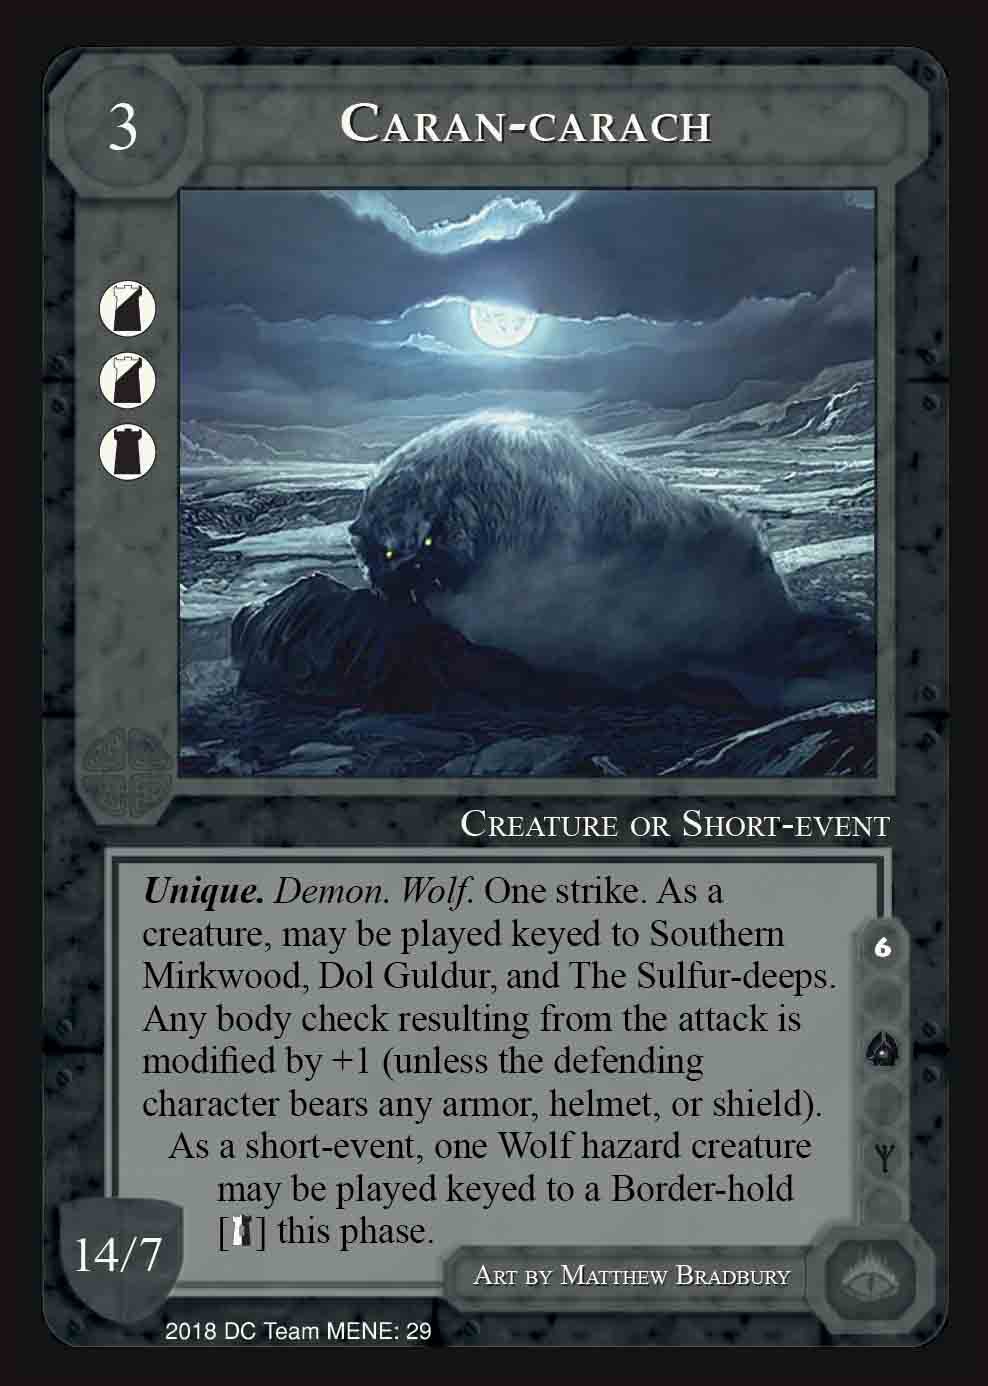 3
CARAN-CARACH
CREATURE OR SHORT-EVENT
Unique. Demon. Wolf. One strike. As a
creature, may be played keyed to Southern
Mirkwood, Dol Guldur, and The Sulfur-deeps.
Any body check resulting from the attack is
modified by +1 (unless the defending
character bears any armor, helmet, or shield).
As a short-event, one Wolf hazard creature
may be played keyed to a Border-hold
[] this phase.
6
14/7
ART BY MATTHEW BRADBURY
2018 DC Team MENE: 29